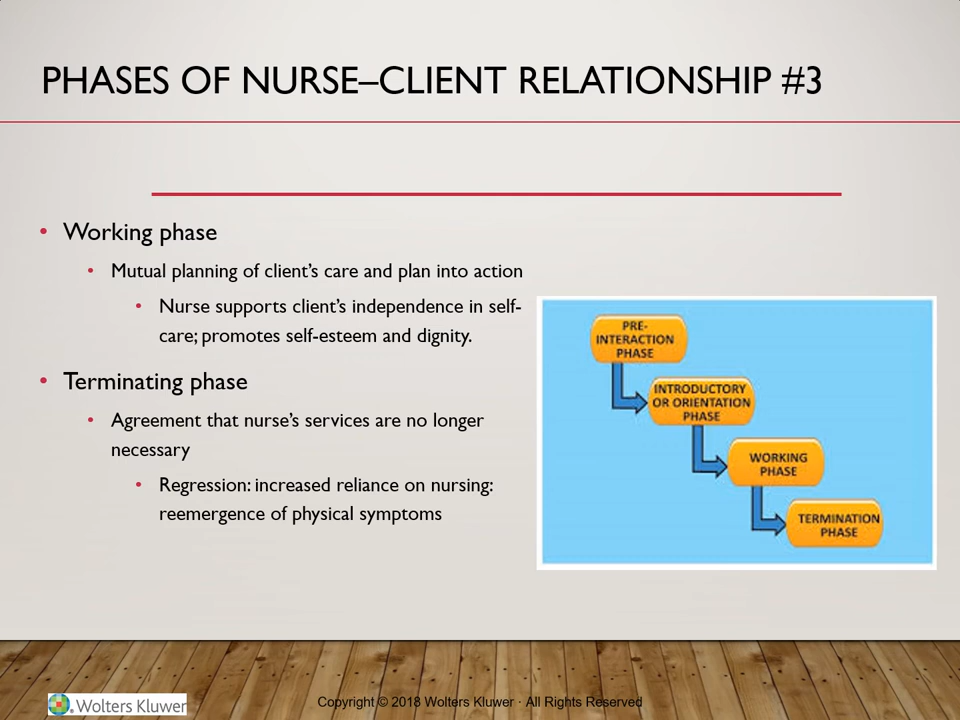 PHASES OF NURSE–CLIENT RELATIONSHIP #3
• Working phase
• Mutual planning of client’s care and plan into action
• Nurse supports client’s independence in self-
care; promotes self-esteem and dignity.
• Terminating phase
• Agreement that nurse’s services are no longer
necessary
• Regression: increased reliance on nursing:
reemergence of physical symptoms
PRE-
INTERACTION
PHASE
INTRODUCTORY
OR ORIENTATION
PHASE
WORKING
PHASE
TERMINATION
PHASE
Wolters Kluwer
Copyright © 2018 Wolters Kluwer · All Rights Reserved